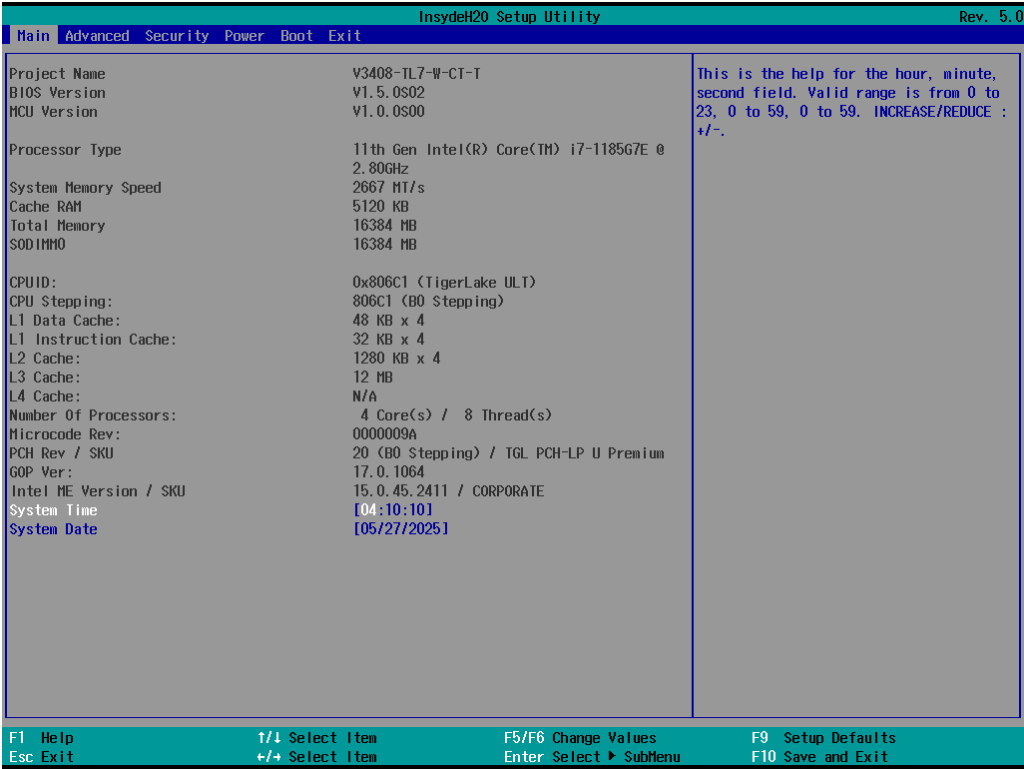 InsydeH20 Setup Utility Rev. 5.0
Main Advanced Security Power Boot Exit
Project Name V3408-TL7-W-CT-T
BIOS Version V1.5.0S02
MCU Version V1.0.0S00
Processor Type 11th Gen Intel(R) Core(TM) i7-1185G7E @
2.80GHz
System Memory Speed 2667 MT/s
Cache RAM 5120 KB
Total Memory 16384 MB
SODIMM0 16384 MB
CPUID: 0x806C1 (TigerLake ULT)
CPU Stepping: 806C1 (B0 Stepping)
L1 Data Cache: 48 KB x 4
L1 Instruction Cache: 32 KB x 4
L2 Cache: 1280 KB x 4
L3 Cache: 12 MB
L4 Cache: N/A
Number Of Processors: 4 Core(s) / 8 Thread(s)
Microcode Rev: 0000009A
PCH Rev / SKU 20 (B0 Stepping) / TGL PCH-LP U Premium
GOP Ver: 17.0.1064
Intel ME Version / SKU 15.0.45.2411 / CORPORATE
System Time [04:10:10]
System Date [05/27/2025]
This is the help for the hour, minute,
second field. Valid range is from 0 to
23, 0 to 59, 0 to 59. INCREASE/REDUCE :
+/-.
F1 Help ↑/↓ Select Item F5/F6 Change Values F9 Setup Defaults
Esc Exit ←/→ Select Item Enter Select ▶ SubMenu F10 Save and Exit